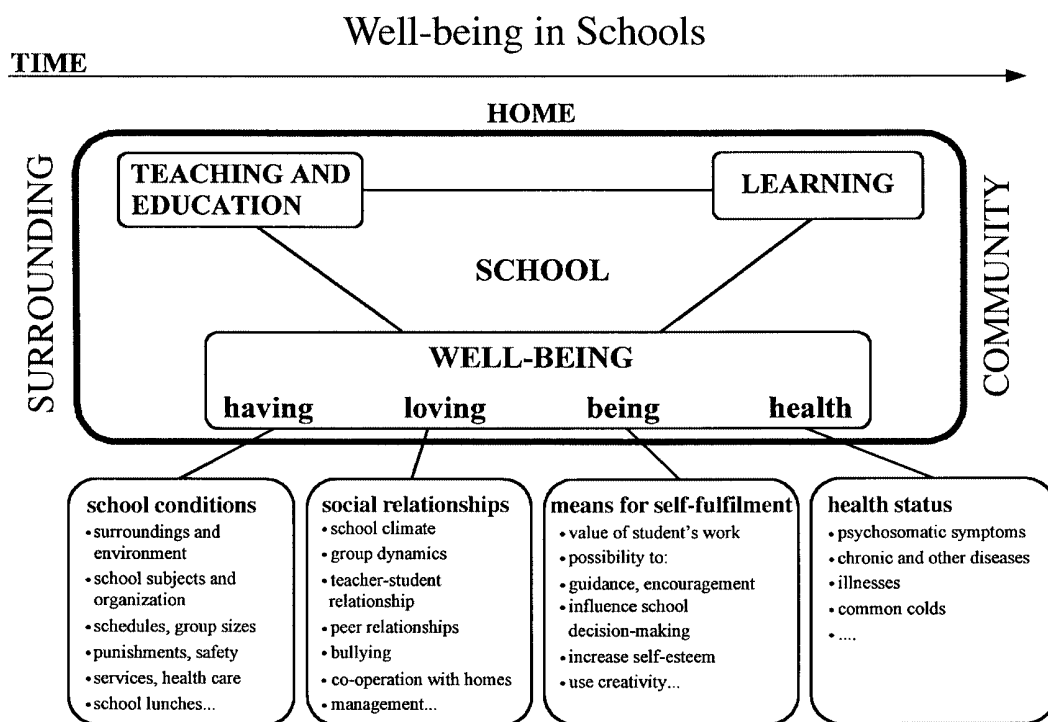 Well-being in Schools
TIME
HOME
SURROUNDING
COMMUNITY
TEACHING AND
EDUCATION
LEARNING
SCHOOL
WELL-BEING
having loving being health
school conditions
• surroundings and
environment
• school subjects and
organization
• schedules, group sizes
• punishments, safety
• services, health care
• school lunches...
social relationships
• school climate
• group dynamics
• teacher-student
relationship
• peer relationships
• bullying
• co-operation with homes
• management...
means for self-fulfilment
• value of student's work
• possibility to:
• guidance, encouragement
• influence school
decision-making
• increase self-esteem
• use creativity...
health status
• psychosomatic symptoms
• chronic and other diseases
• illnesses
• common colds
• ....